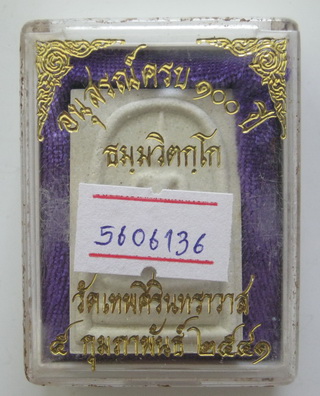 อนุสรณ์ครบ ๑๐๐ ปี
ธมฺมวิตกฺโก
5606136
วัดเทพศิรินทราวาส
๕ กุมภาพันธ์ ๒๕๔๑